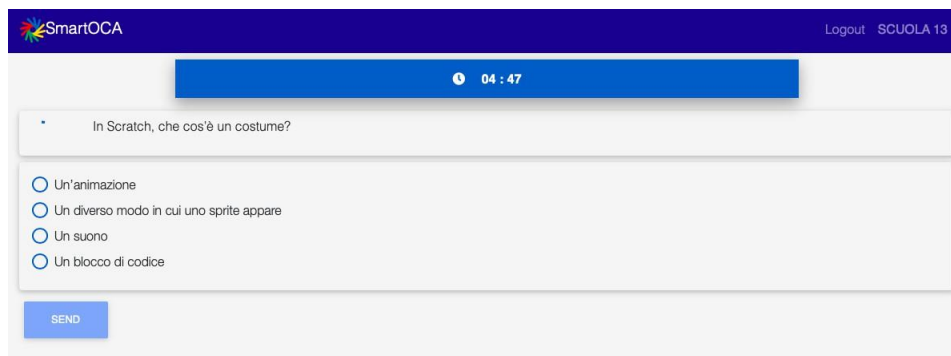 SmartOCA
Logout SCUOLA 13
04 : 47
In Scratch, che cos'è un costume?
Un'animazione
Un diverso modo in cui uno sprite appare
Un suono
Un blocco di codice
SEND